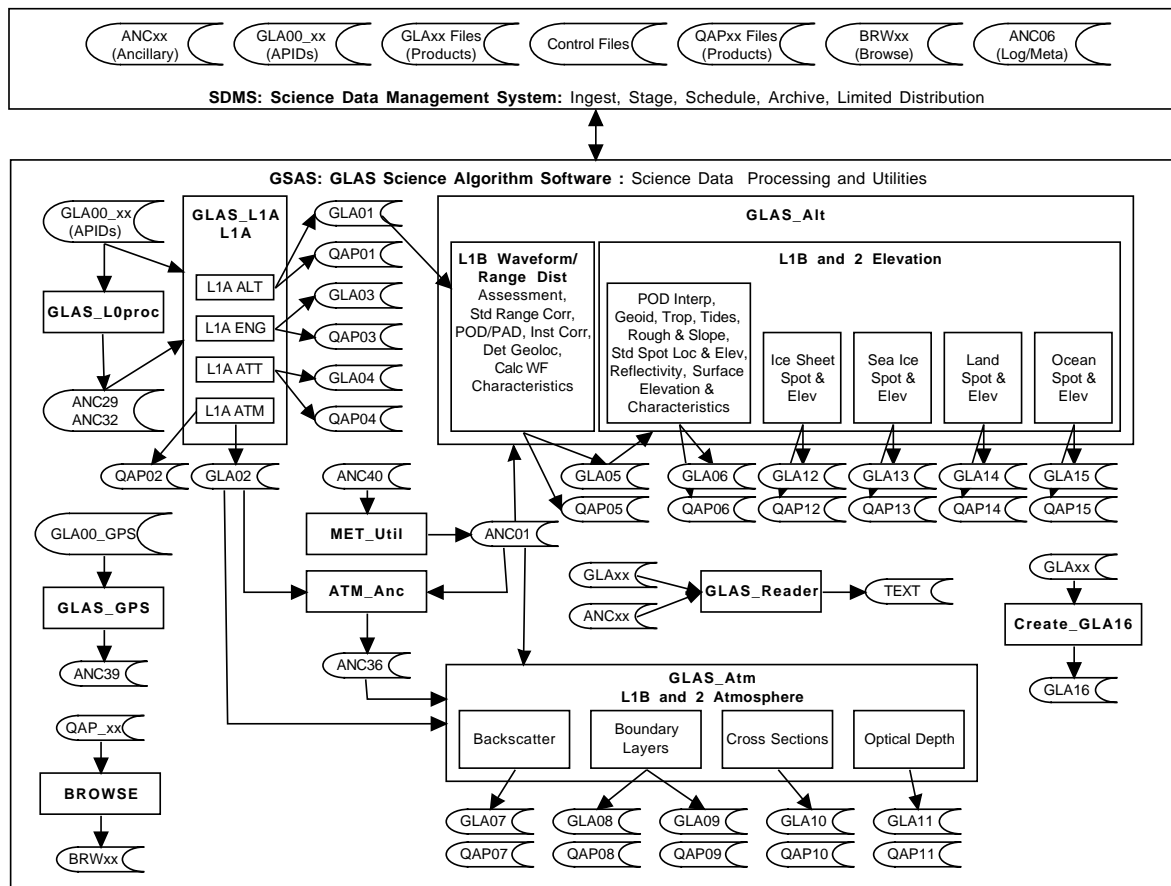 ANCxx
(Ancillary)
GLA00_xx
(APIDs)
GLAxx Files
(Products)
Control Files
QAPxx Files
(Products)
BRWxx
(Browse)
ANC06
(Log/Meta)
SDMS: Science Data Management System: Ingest, Stage, Schedule, Archive, Limited Distribution
GSAS: GLAS Science Algorithm Software : Science Data Processing and Utilities
GLA00_xx
(APIDs)
GLAS_L0proc
ANC29
ANC32
GLAS_L1A
L1A
L1A ALT
L1A ENG
L1A ATT
L1A ATM
GLA01
QAP01
GLA03
QAP03
GLA04
QAP04
QAP02
GLA02
GLAS_Alt
L1B Waveform/
Range Dist
Assessment,
Std Range Corr,
POD/PAD, Inst Corr,
Det Geoloc,
Calc WF
Characteristics
L1B and 2 Elevation
POD Interp,
Geoid, Trop, Tides,
Rough & Slope,
Std Spot Loc & Elev,
Reflectivity, Surface
Elevation &
Characteristics
Ice Sheet
Spot &
Elev
Sea Ice
Spot &
Elev
Land
Spot &
Elev
Ocean
Spot &
Elev
GLA05
QAP05
GLA06
QAP06
GLA12
QAP12
GLA13
QAP13
GLA14
QAP14
GLA15
QAP15
ANC40
MET_Util
ANC01
ATM_Anc
ANC36
GLA00_GPS
GLAS_GPS
ANC39
QAP_xx
BROWSE
BRWxx
GLAxx
ANCxx
GLAS_Reader
TEXT
GLAxx
Create_GLA16
GLA16
GLAS_Atm
L1B and 2 Atmosphere
Backscatter
Boundary
Layers
Cross Sections
Optical Depth
GLA07
QAP07
GLA08
QAP08
GLA09
QAP09
GLA10
QAP10
GLA11
QAP11